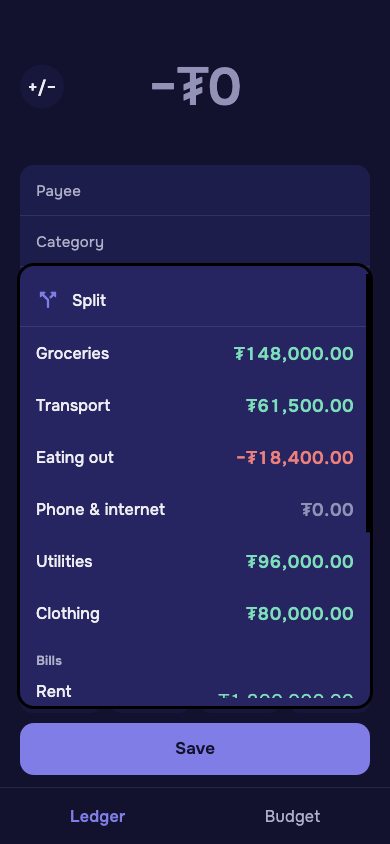 +/−
−₮0
Payee
Category
Split
Groceries ₮148,000.00
Transport ₮61,500.00
Eating out −₮18,400.00
Phone & internet ₮0.00
Utilities ₮96,000.00
Clothing ₮80,000.00
Bills
Rent
Save
Ledger Budget